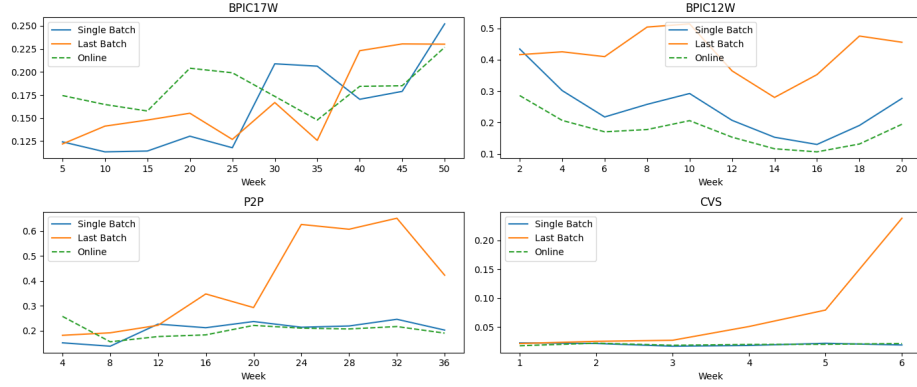 BPIC17W
Single Batch
Last Batch
Online
0.250
0.225
0.200
0.175
0.150
0.125
5 10 15 20 25 30 35 40 45 50
Week
BPIC12W
Single Batch
Last Batch
Online
0.5
0.4
0.3
0.2
0.1
2 4 6 8 10 12 14 16 18 20
Week
P2P
Single Batch
Last Batch
Online
0.6
0.5
0.4
0.3
0.2
4 8 12 16 20 24 28 32 36
Week
CVS
Single Batch
Last Batch
Online
0.20
0.15
0.10
0.05
1 2 3 4 5 6
Week